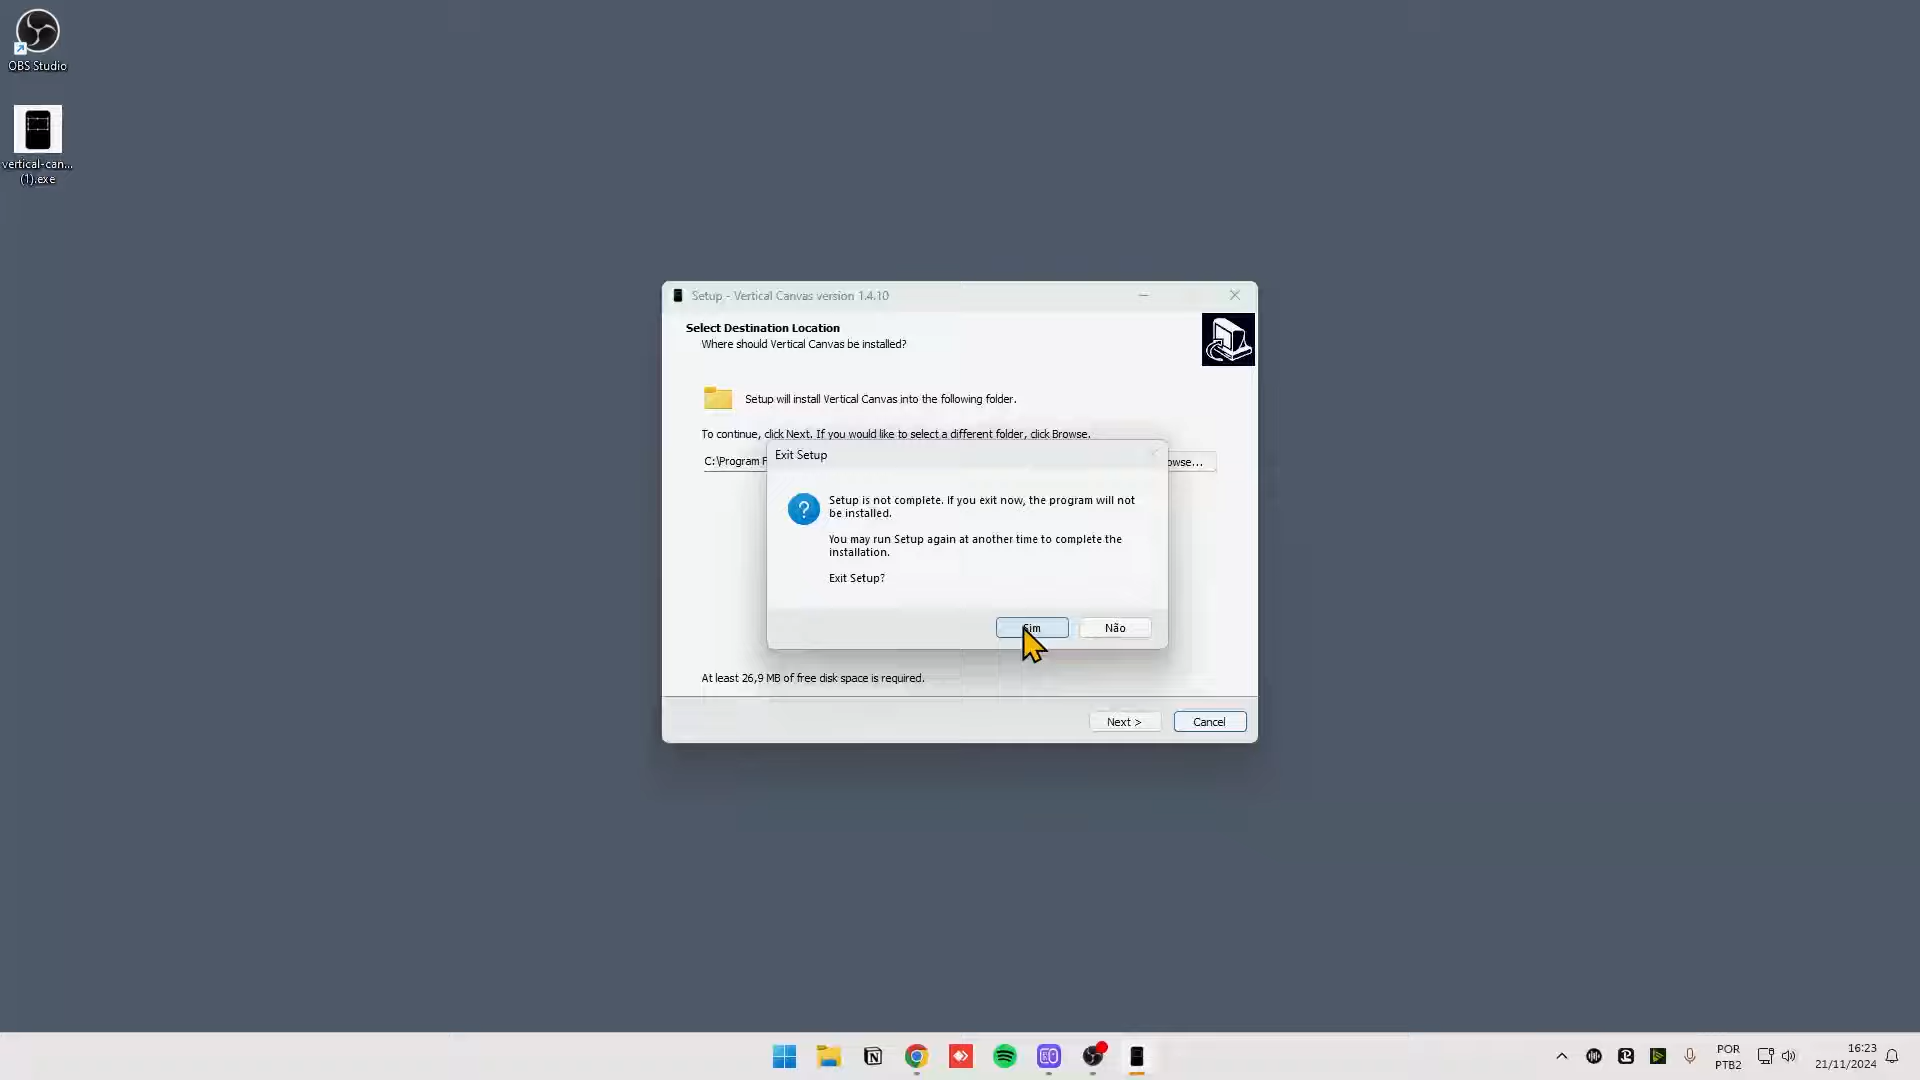 OBS Studio
vertical-can...
(1).exe
Setup - Vertical Canvas version 1.4.10
Select Destination Location
Where should Vertical Canvas be installed?
Setup will install Vertical Canvas into the following folder.
To continue, click Next. If you would like to select a different folder, click Browse.
C:\Program F
owse...
Exit Setup
Setup is not complete. If you exit now, the program will not
be installed.
You may run Setup again at another time to complete the
installation.
Exit Setup?
Sim
Não
At least 26,9 MB of free disk space is required.
Next >
Cancel
POR
PTB2
16:23
21/11/2024